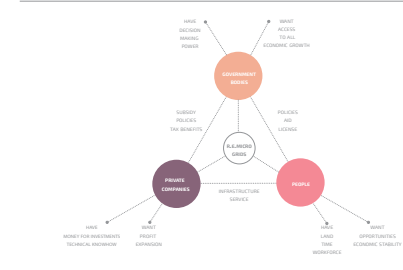 HAVE
DECISION
MAKING
POWER
WANT
ACCESS
TO ALL
ECONOMIC GROWTH
GOVERNMENT
BODIES
SUBSIDY
POLICIES
TAX BENEFITS
POLICIES
AID
LICENSE
R.E.MICRO
GRIDS
PRIVATE
COMPANIES
PEOPLE
INFRASTRUCTURE
SERVICE
HAVE
MONEY FOR INVESTMENTS
TECHNICAL KNOWHOW
WANT
PROFIT
EXPANSION
HAVE
LAND
TIME
WORKFORCE
WANT
OPPORTUNITIES
ECONOMIC STABILITY